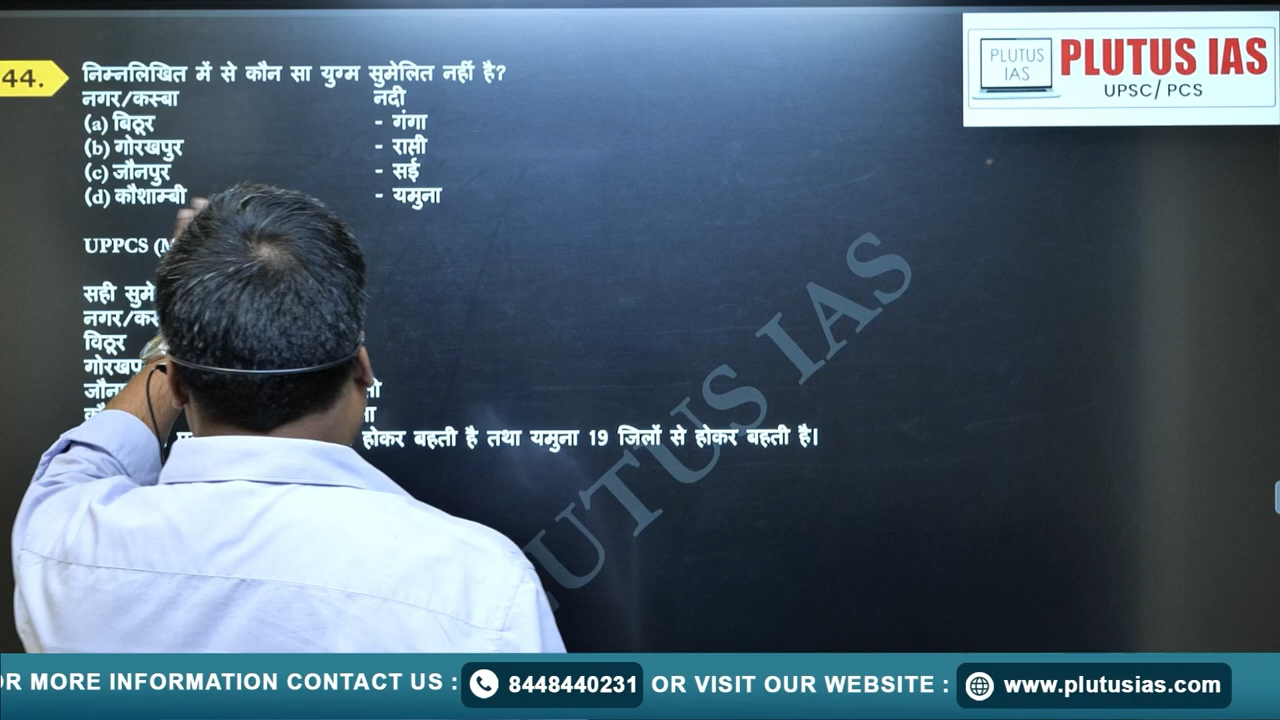 44.
निम्नलिखित में से कौन सा युग्म सुमेलित नहीं है?
नगर/कस्बा नदी
(a) बिठूर - गंगा
(b) गोरखपुर - राप्ती
(c) जौनपुर - सई
(d) कौशाम्बी - यमुना
UPPCS
सही
विठूर
होकर बहती है तथा यमुना 19 जिलों से होकर बहती है।
PLUTUS IAS
PLUTUS IAS
UPSC/ PCS
UTUS IAS
OR MORE INFORMATION CONTACT US : 8448440231 OR VISIT OUR WEBSITE : www.plutusias.com